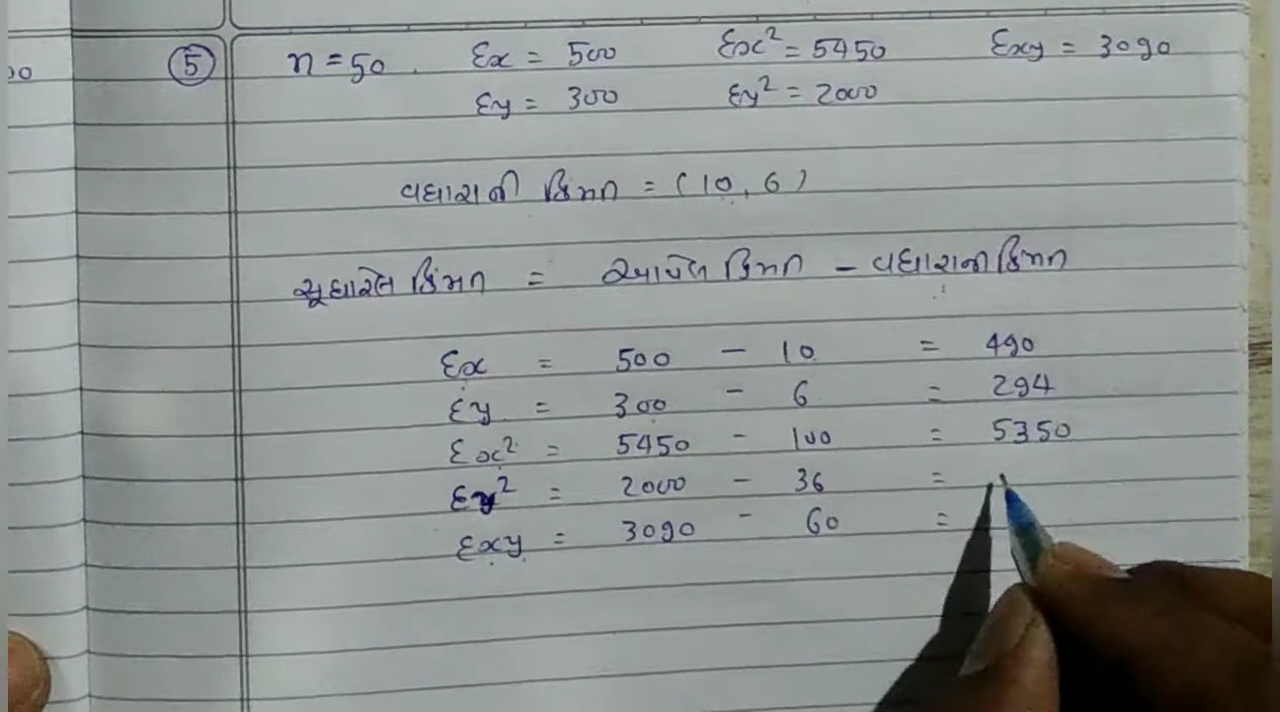 ⑤ n = 50. Σx = 500 Σx² = 5450 Σxy = 3090
Σy = 300 Σy² = 2000
વધારાની કિંમત = (10, 6)
સૂધારેલ કિંમત = આપેલ કિંમત - વધારાની કિંમત
Σx = 500 - 10 = 490
Σy = 300 - 6 = 294
Σx² = 5450 - 100 = 5350
Σy² = 2000 - 36 =
Σxy = 3090 - 60 =